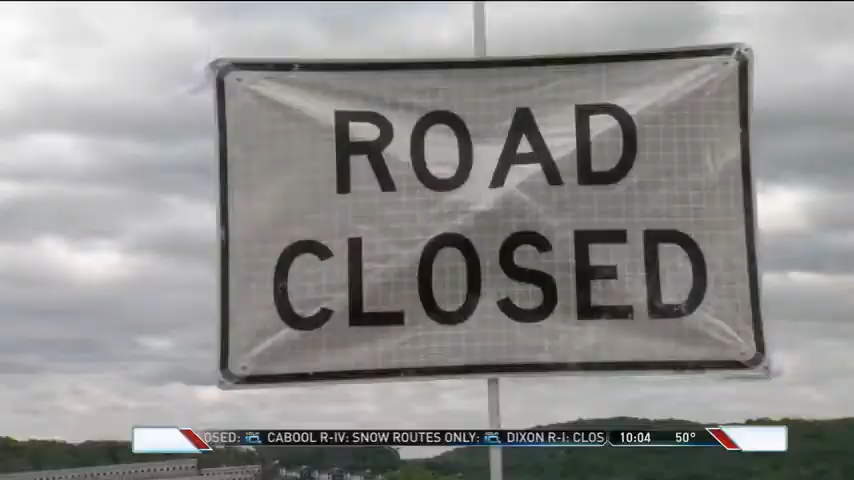 ROAD
CLOSED
OSED: CABOOL R-IV: SNOW ROUTES ONLY: DIXON R-I: CLOS 10:04 50°